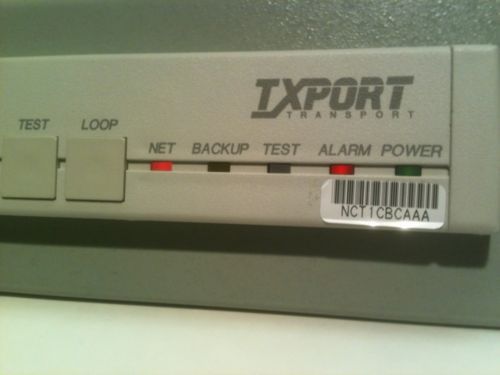 TXPORT
TRANSPORT
TEST LOOP NET BACKUP TEST ALARM POWER
NCT1CBCAAA